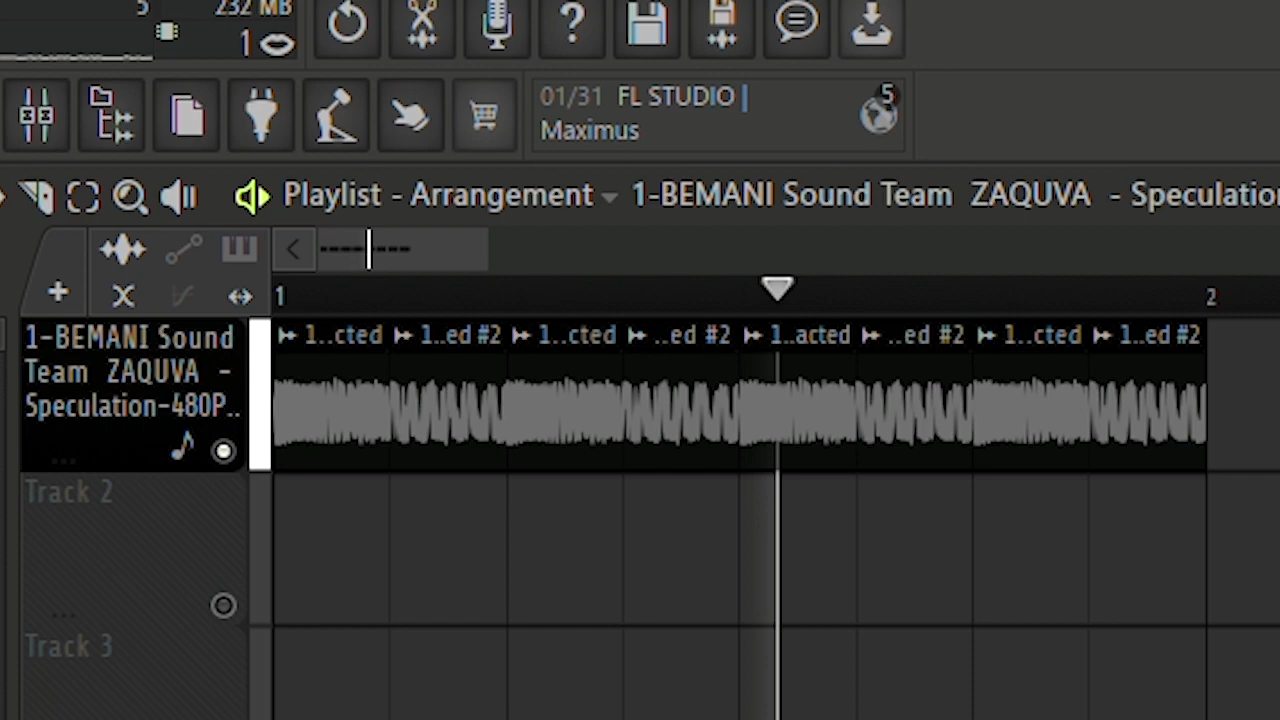 5 232 MB
1
01/31 FL STUDIO |
5
Maximus
Playlist - Arrangement 1-BEMANI Sound Team ZAQUVA - Speculation
1 2
1-BEMANI Sound
Team ZAQUVA -
Speculation-480P..
1..cted 1..ed #2 1..cted ..ed #2 1..acted ..ed #2 1..cted 1..ed #2
...
Track 2
...
Track 3